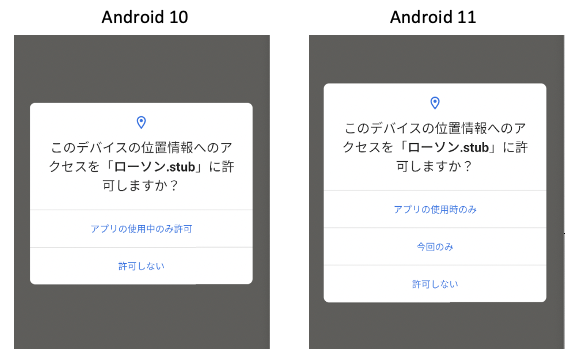 Android 10
このデバイスの位置情報へのア
クセスを「ローソン.stub」に許
可しますか？
アプリの使用中のみ許可
許可しない
Android 11
このデバイスの位置情報へのア
クセスを「ローソン.stub」に許
可しますか？
アプリの使用時のみ
今回のみ
許可しない